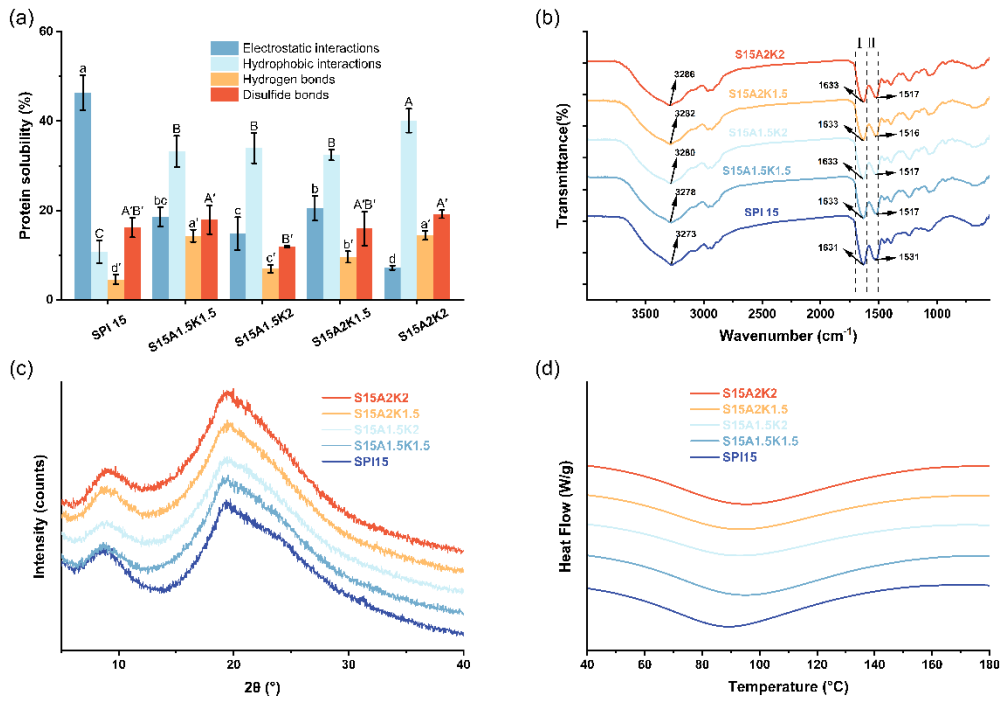 (a)
60
40
20
0
Protein solubility (%)
Electrostatic interactions
Hydrophobic interactions
Hydrogen bonds
Disulfide bonds
a
C
d′
A′B′
bc
B
a′
A′
c
B
c′
B′
b
B
b′
A′B′
d
A
a′
A′
SPI 15
S15A1.5K1.5
S15A1.5K2
S15A2K1.5
S15A2K2
(b)
Transmittance(%)
I II
S15A2K2
3286
1633
1517
S15A2K1.5
3282
1633
1516
S15A1.5K2
3280
1633
1517
S15A1.5K1.5
3278
1633
1517
SPI 15
3273
1631
1531
3500 3000 2500 2000 1500 1000
Wavenumber (cm⁻¹)
(c)
Intensity (counts)
S15A2K2
S15A2K1.5
S15A1.5K2
S15A1.5K1.5
SPI15
10 20 30 40
2θ (°)
(d)
Heat Flow (W/g)
S15A2K2
S15A2K1.5
S15A1.5K2
S15A1.5K1.5
SPI15
40 60 80 100 120 140 160 180
Temperature (°C)